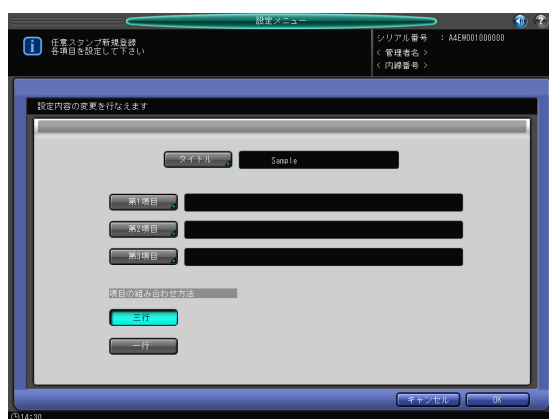 設定メニュー
任意スタンプ新規登録
各項目を設定して下さい
シリアル番号 : A4EM001000000
< 管理者名 >
< 内線番号 >
設定内容の変更を行なえます
タイトル Sample
第1項目
第2項目
第3項目
項目の組み合わせ方法
三行
一行
キャンセル OK
14:30